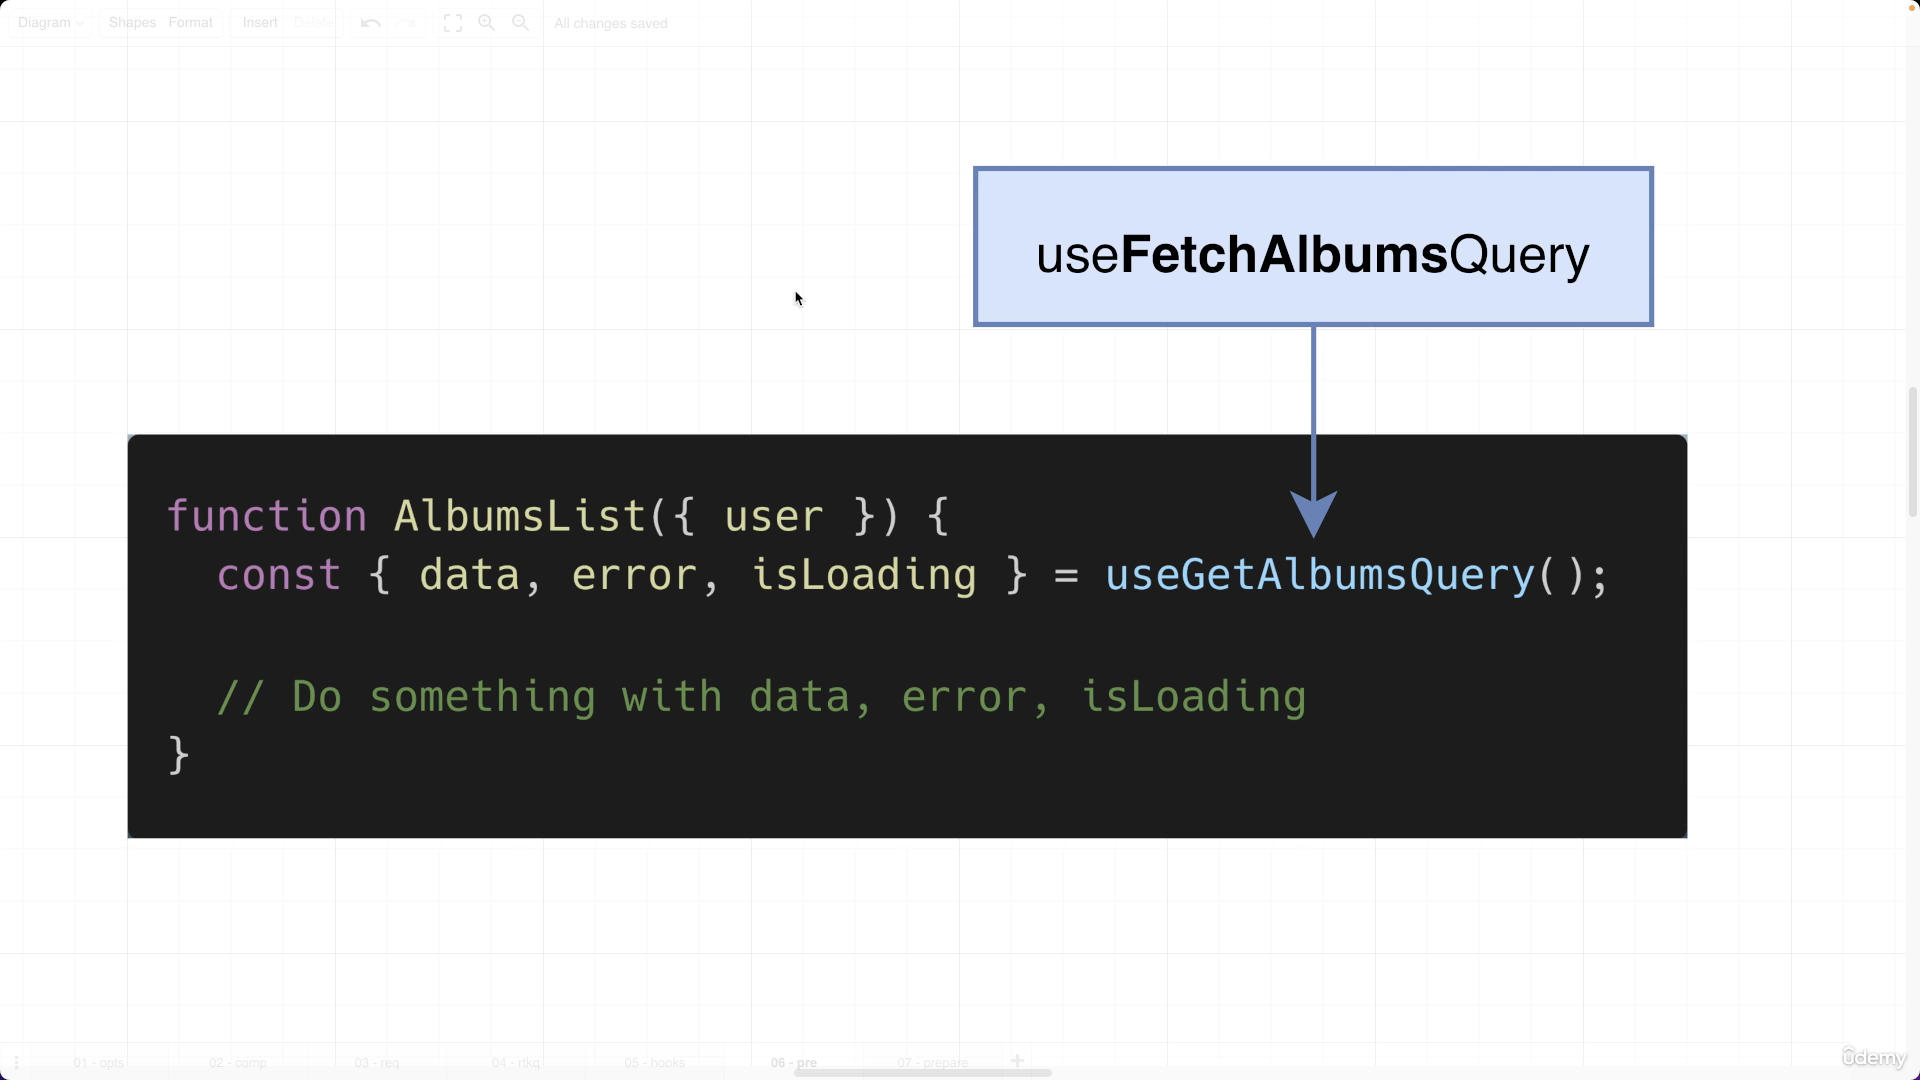 Diagram Shapes Format Insert Delete All changes saved
useFetchAlbumsQuery
function AlbumsList({ user }) {
const { data, error, isLoading } = useGetAlbumsQuery();
// Do something with data, error, isLoading
}
01 - opts 02 - comp 03 - req 04 - rtkq 05 - hooks 06 - pre 07 - prepare
ûdemy